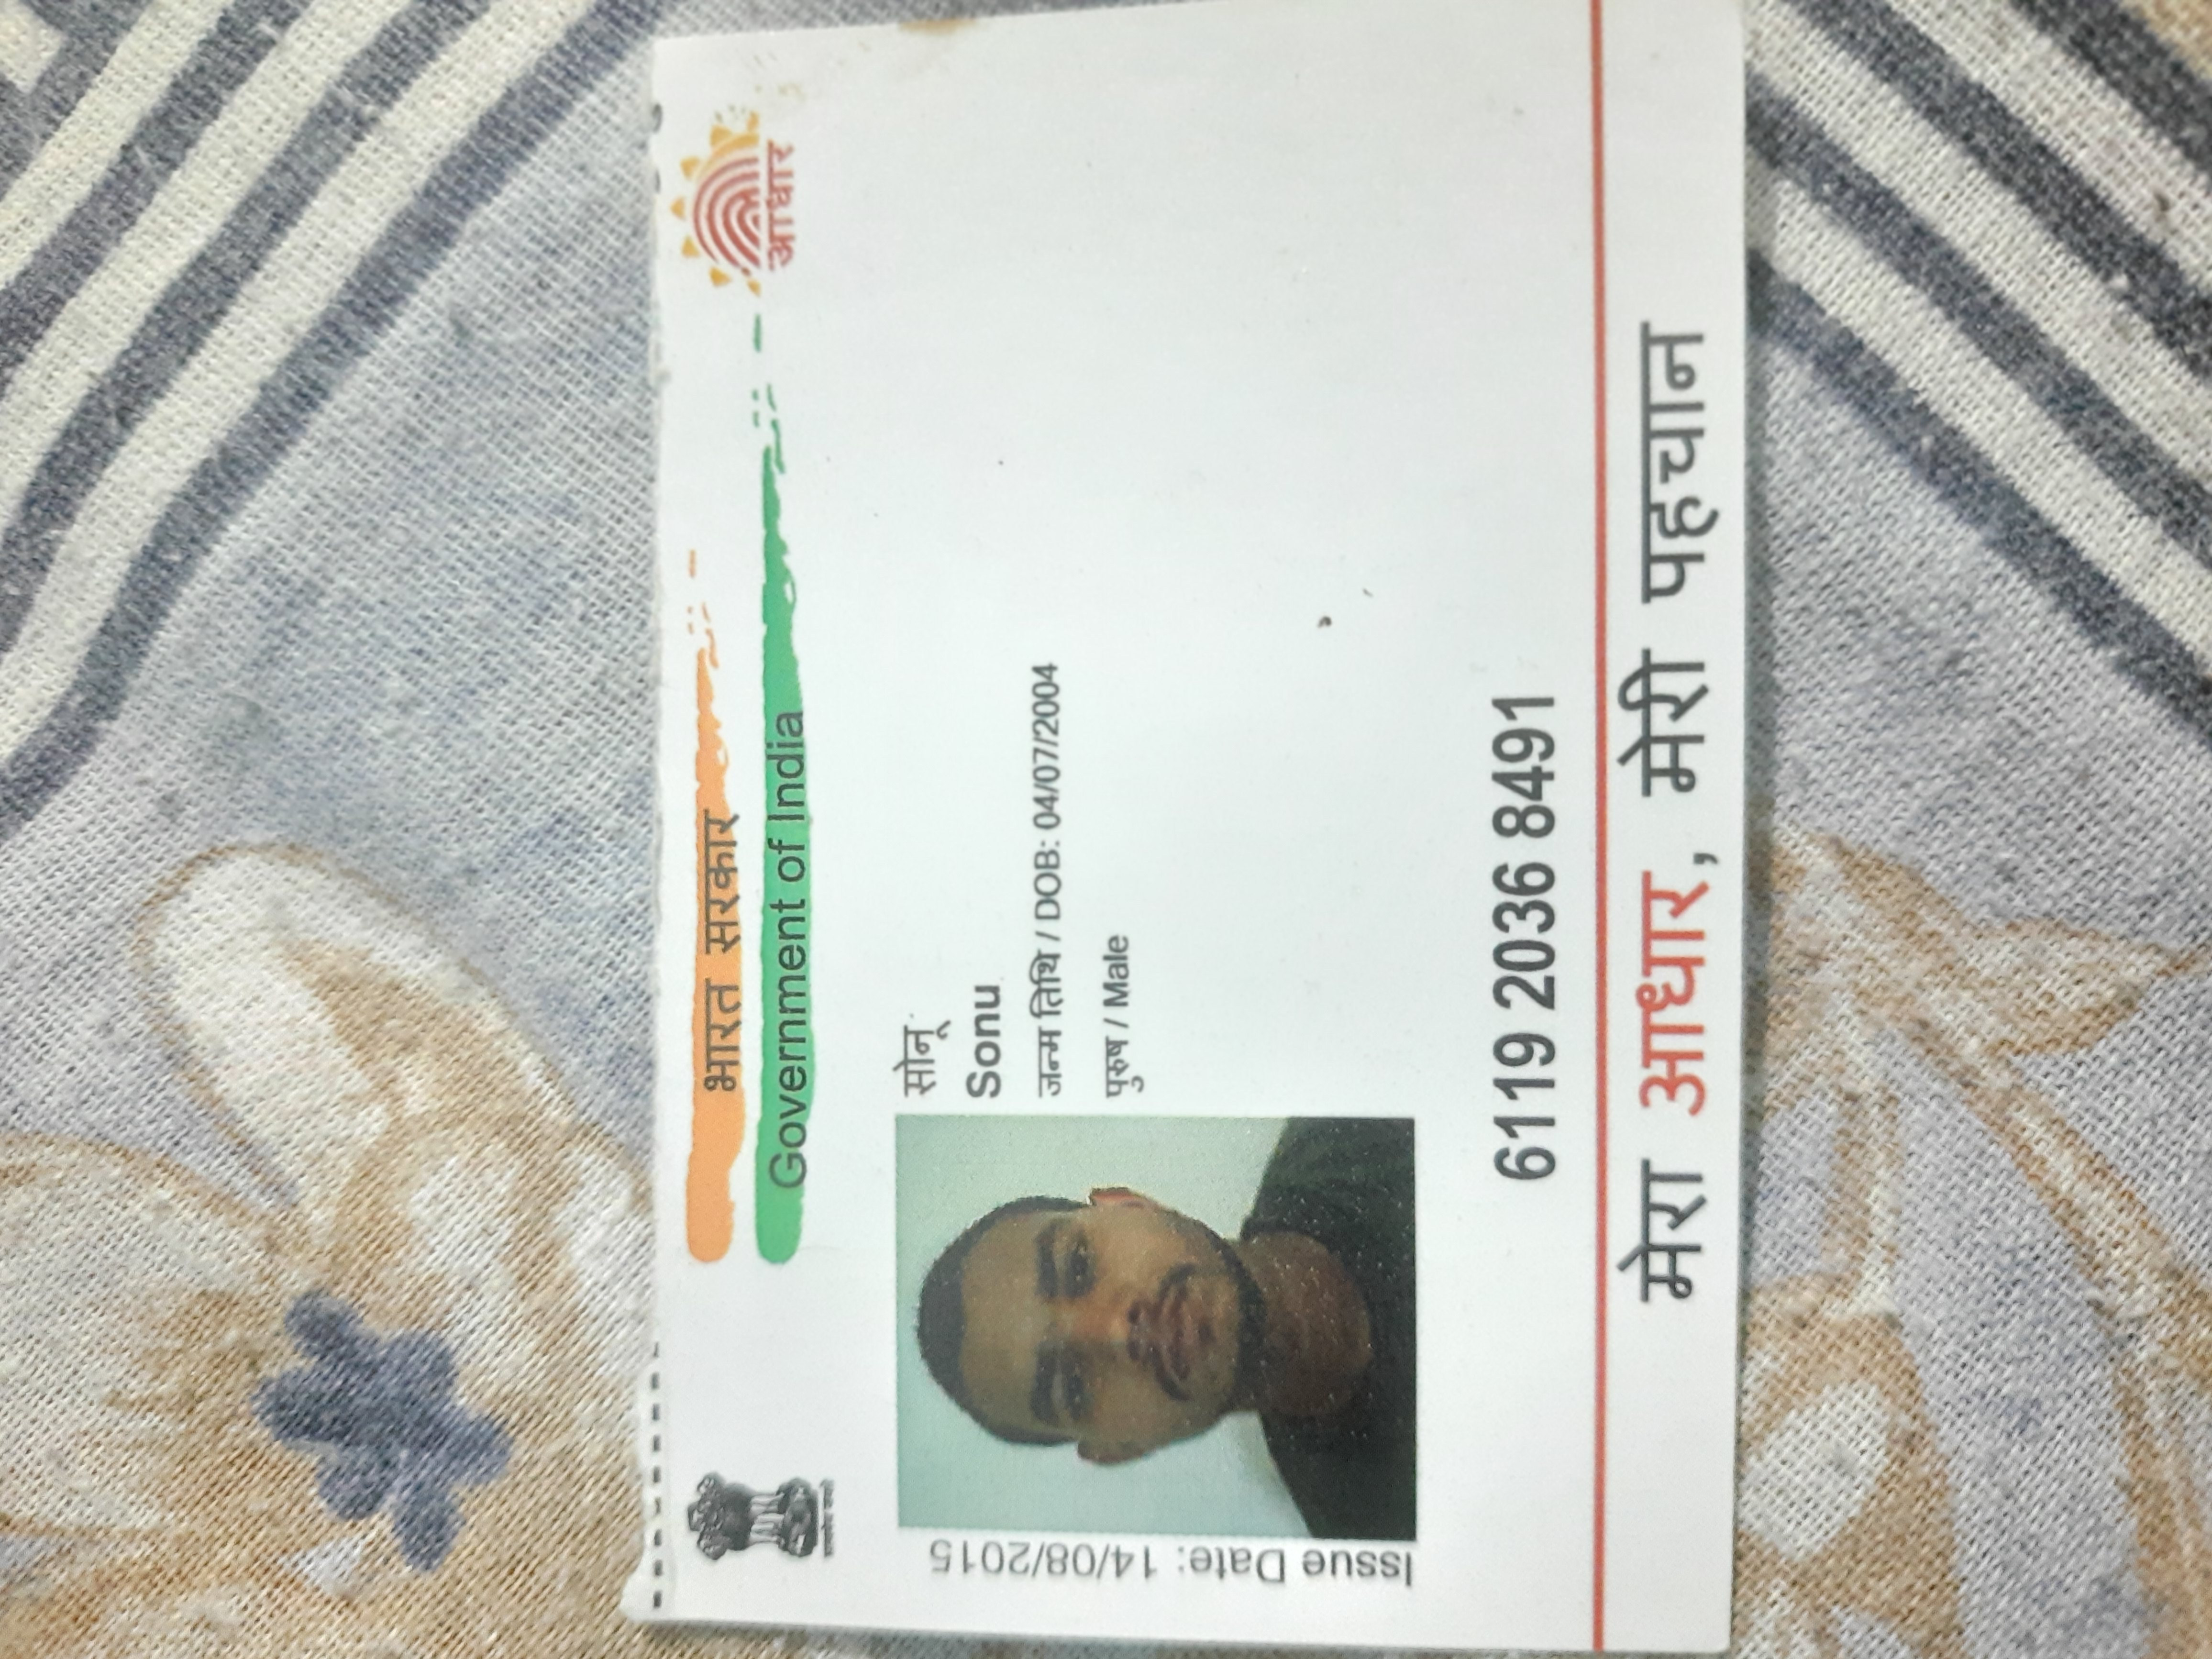 भारत सरकार
Government of India
आधार
सोनू
Sonu
जन्म तिथि / DOB: 04/07/2004
पुरुष / Male
Issue Date: 14/08/2015
6119 2036 8491
मेरा आधार, मेरी पहचान